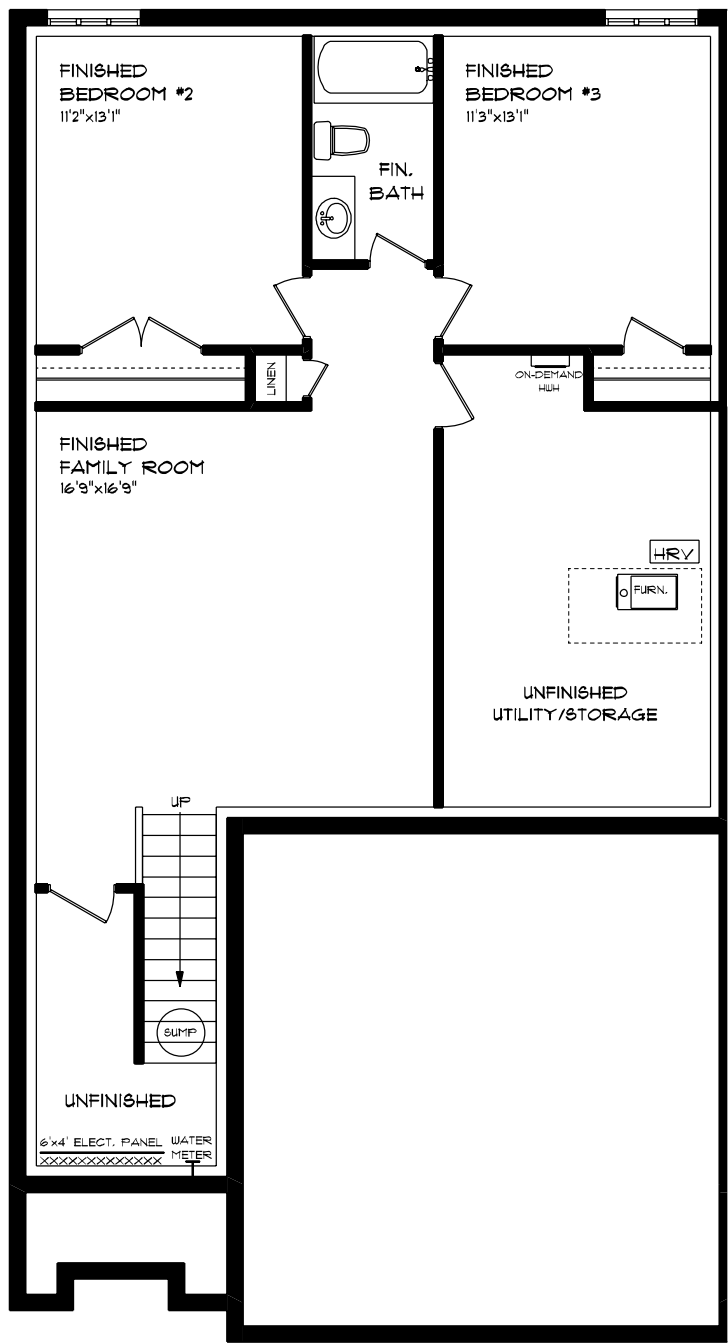 FINISHED
BEDROOM #2
11'2"x13'1"
FIN.
BATH
FINISHED
BEDROOM #3
11'3"x13'1"
LINEN
ON-DEMAND
HWH
FINISHED
FAMILY ROOM
16'9"x16'9"
HRV
FURN.
UNFINISHED
UTILITY/STORAGE
UP
SUMP
UNFINISHED
6'x4' ELECT. PANEL
WATER
METER